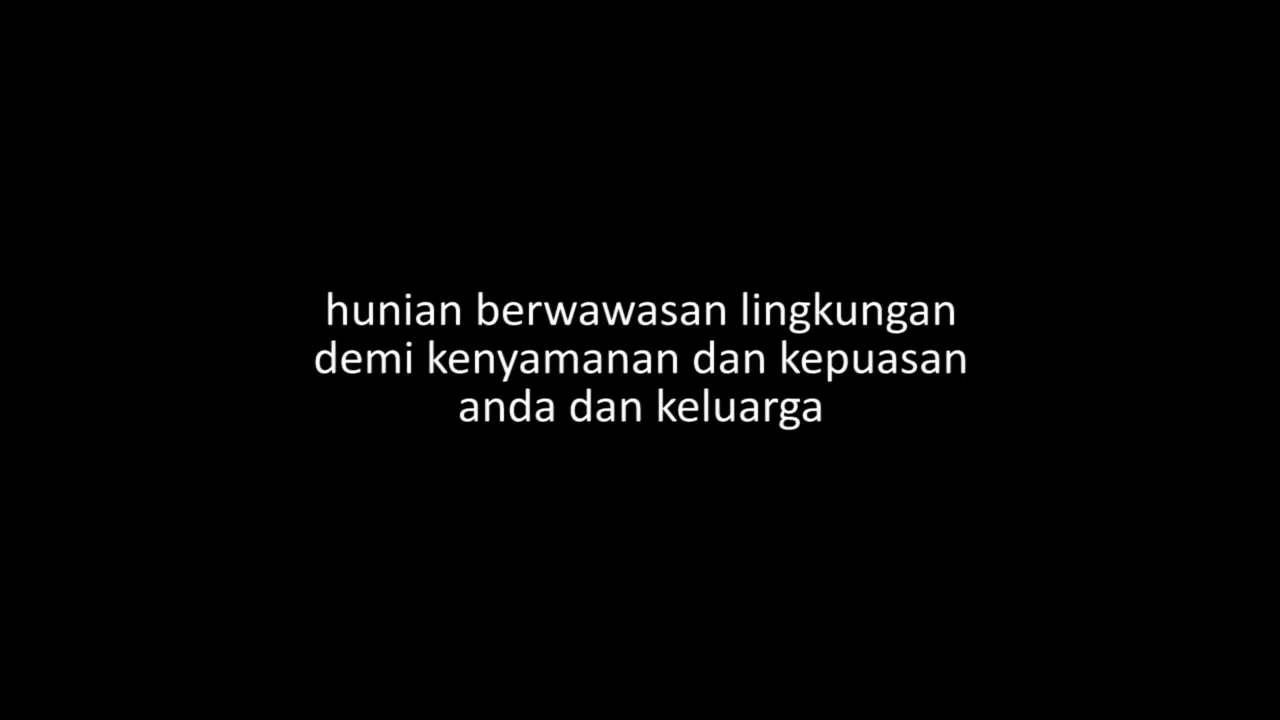 hunian berwawasan lingkungan
demi kenyamanan dan kepuasan
anda dan keluarga